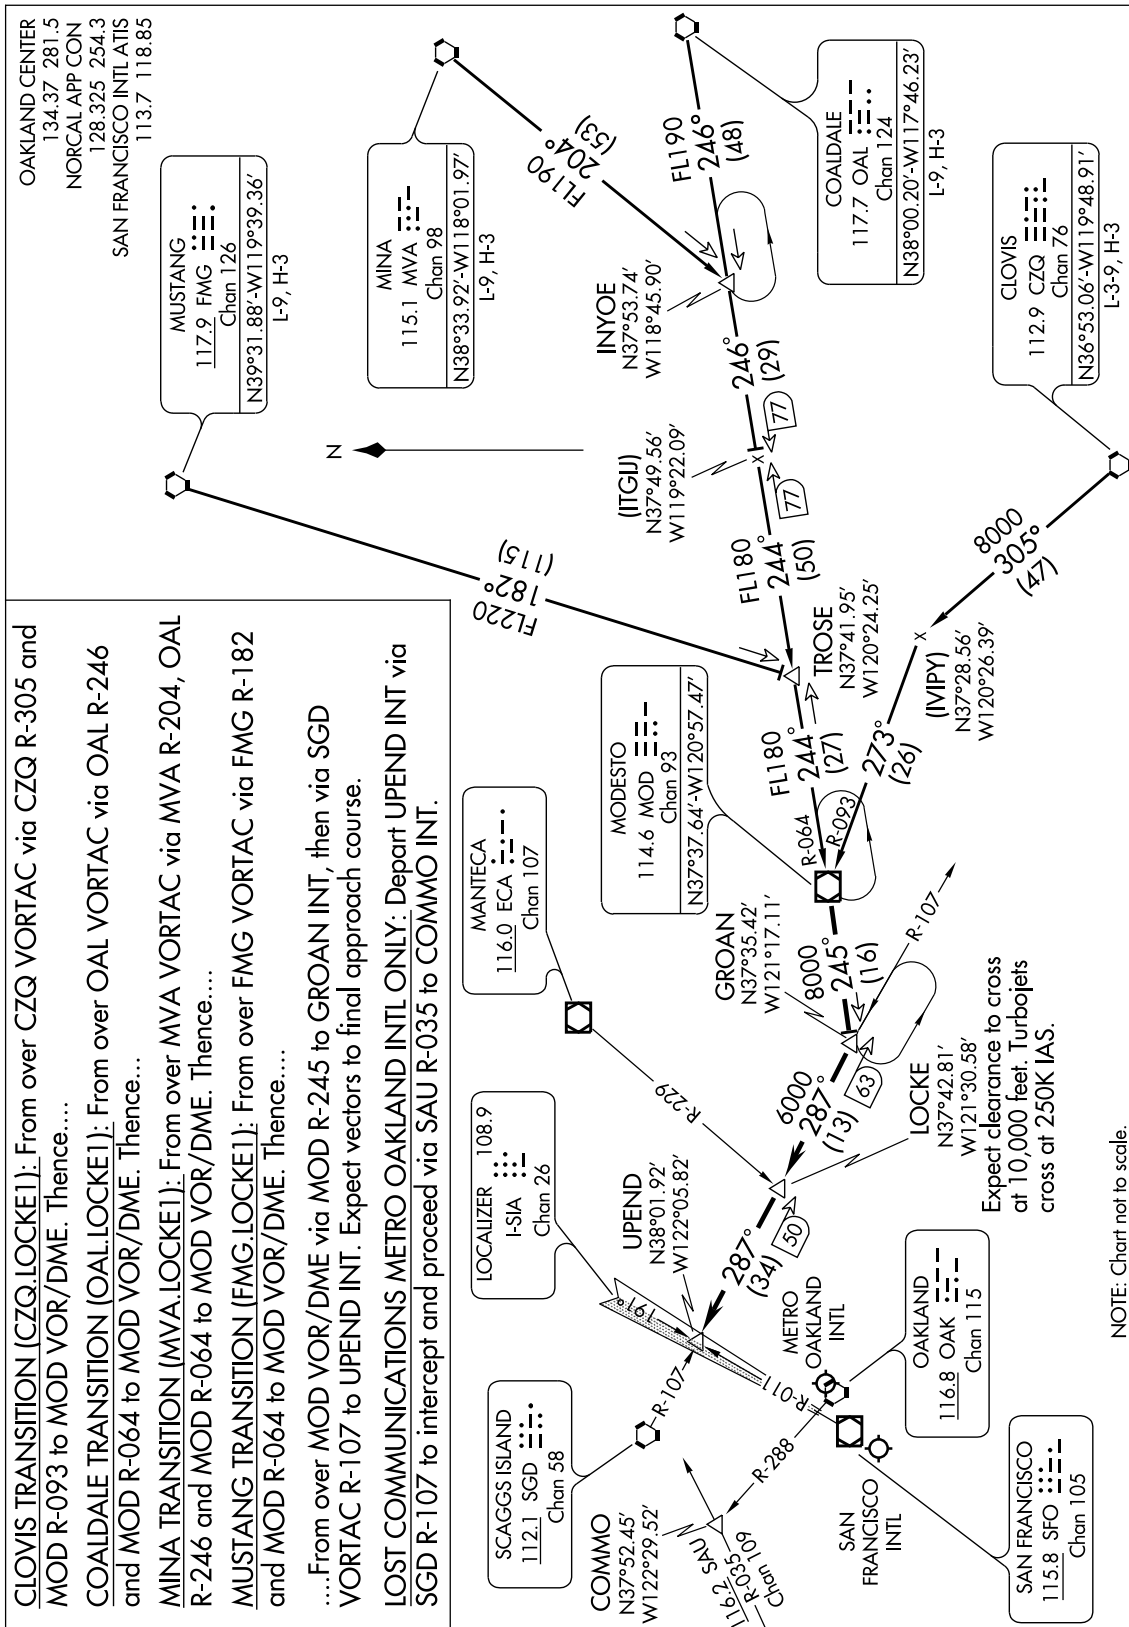 CLOVIS TRANSITION (CZQ.LOCKE1): From over CZQ VORTAC via CZQ R-305 and
MOD R-093 to MOD VOR/DME. Thence....
COALDALE TRANSITION (OAL.LOCKE1): From over OAL VORTAC via OAL R-246
and MOD R-064 to MOD VOR/DME. Thence....
MINA TRANSITION (MVA.LOCKE1): From over MVA VORTAC via MVA R-204, OAL
R-246 and MOD R-064 to MOD VOR/DME. Thence....
MUSTANG TRANSITION (FMG.LOCKE1): From over FMG VORTAC via FMG R-182
and MOD R-064 to MOD VOR/DME. Thence....
....From over MOD VOR/DME via MOD R-245 to GROAN INT, then via SGD
VORTAC R-107 to UPEND INT. Expect vectors to final approach course.
LOST COMMUNICATIONS METRO OAKLAND INTL ONLY: Depart UPEND INT via
SGD R-107 to intercept and proceed via SAU R-035 to COMMO INT.
OAKLAND CENTER
134.37 281.5
NORCAL APP CON
128.325 254.3
SAN FRANCISCO INTL ATIS
113.7 118.85
MUSTANG
117.9 FMG
Chan 126
N39°31.88'-W119°39.36'
L-9, H-3
MINA
115.1 MVA
Chan 98
N38°33.92'-W118°01.97'
L-9, H-3
FL190
204°
(53)
FL190
246°
(48)
COALDALE
117.7 OAL
Chan 124
N38°00.20'-W117°46.23'
L-9, H-3
INYOE
N37°53.74'
W118°45.90'
246°
(29)
77
77
N
(ITGIJ)
N37°49.56'
W119°22.09'
FL220
182°
(115)
FL180
244°
(50)
TROSE
N37°41.95'
W120°24.25'
CLOVIS
112.9 CZQ
Chan 76
N36°53.06'-W119°48.91'
L-3-9, H-3
8000
305°
(47)
(IVIPY)
N37°28.56'
W120°26.39'
273°
(26)
MODESTO
114.6 MOD
Chan 93
N37°37.64'-W120°57.47'
FL180
244°
(27)
R-064
R-093
MANTECA
116.0 ECA
Chan 107
R-229
GROAN
N37°35.42'
W121°17.11'
8000
245°
(16)
R-107
63
6000
287°
(13)
LOCKE
N37°42.81'
W121°30.58'
Expect clearance to cross
at 10,000 feet. Turbojets
cross at 250K IAS.
50
LOCALIZER 108.9
I-SIA
Chan 26
UPEND
N38°01.92'
W122°05.82'
287°
(34)
191°
R-011
R-107
SCAGGS ISLAND
112.1 SGD
Chan 58
METRO
OAKLAND
INTL
OAKLAND
116.8 OAK
Chan 115
R-288
COMMO
N37°52.45'
W122°29.52'
116.2 SAU
R-035
Chan 109
SAN
FRANCISCO
INTL
SAN FRANCISCO
115.8 SFO
Chan 105
NOTE: Chart not to scale.